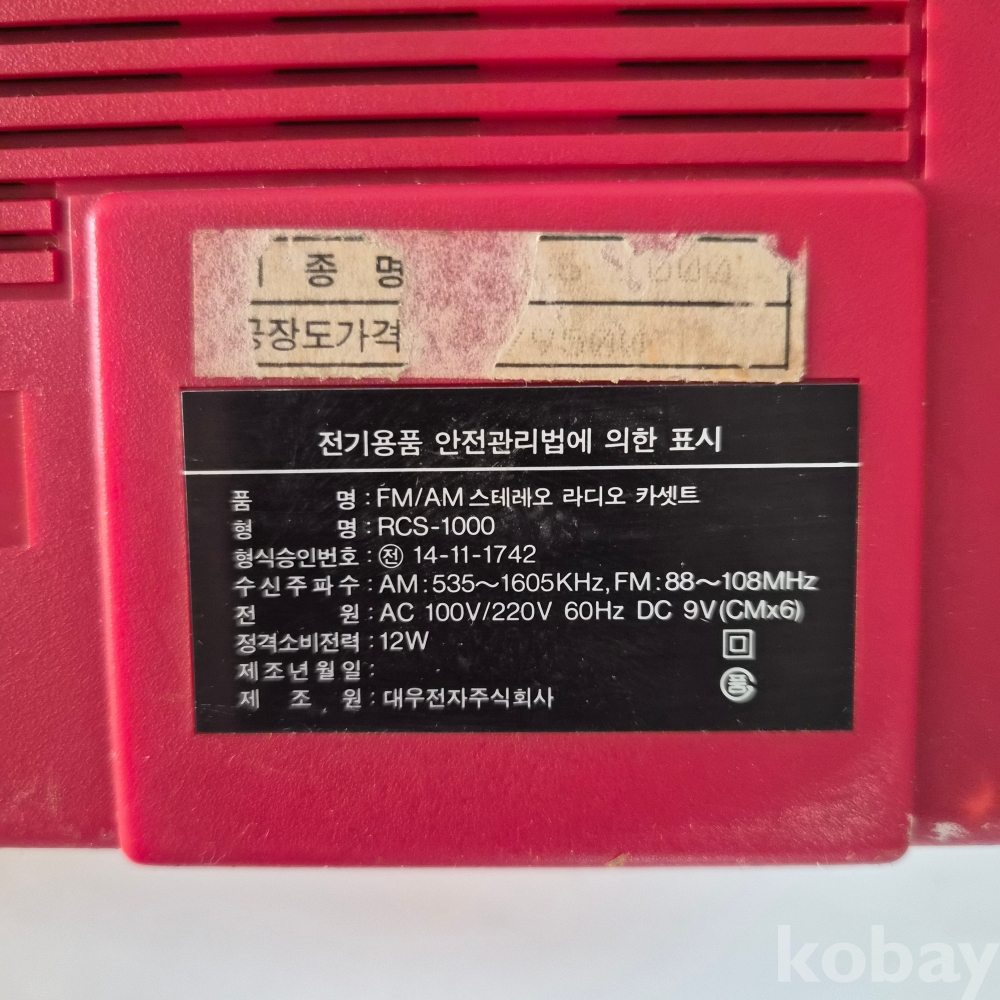 종 명
공장도가격
전기용품 안전관리법에 의한 표시
품 명 : FM/AM 스테레오 라디오 카셋트
형 명 : RCS-1000
형식승인번호 : 전 14-11-1742
수신주파수 : AM : 535~1605KHz, FM : 88~108MHz
전 원 : AC 100V/220V 60Hz DC 9V(CMx6)
정격소비전력 : 12W
제조년월일 :
품
제 조 원 : 대우전자주식회사
kobay